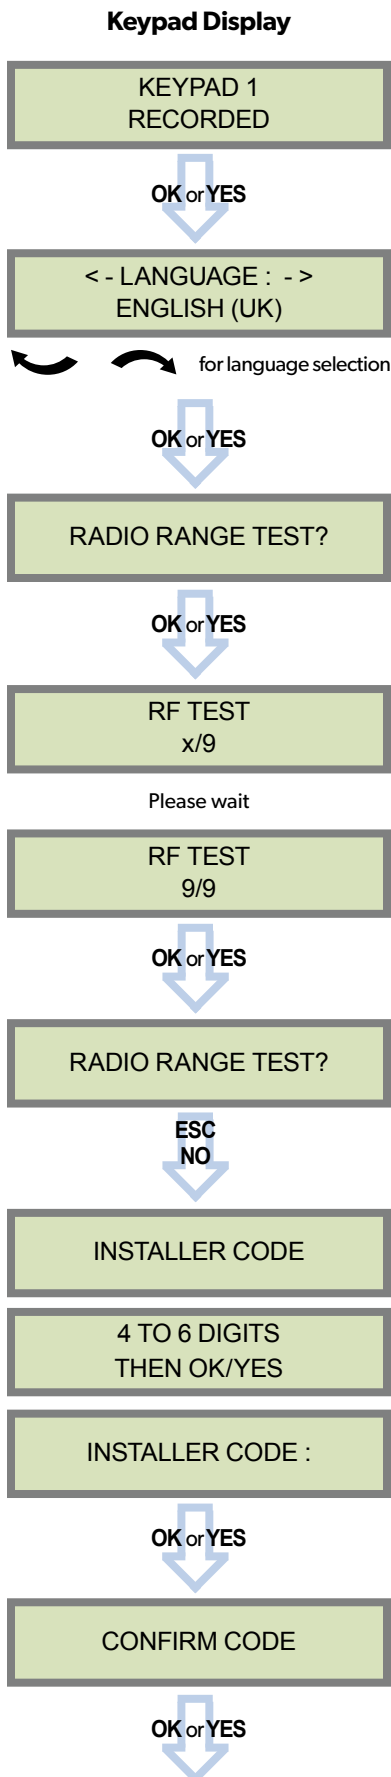 Keypad Display
KEYPAD 1
RECORDED
OK or YES
< - LANGUAGE :  - >
ENGLISH (UK)
for language selection
OK or YES
RADIO RANGE TEST?
OK or YES
RF TEST
x/9
Please wait
RF TEST
9/9
OK or YES
RADIO RANGE TEST?
ESC
NO
INSTALLER CODE
4 TO 6 DIGITS
THEN OK/YES
INSTALLER CODE :
OK or YES
CONFIRM CODE
OK or YES